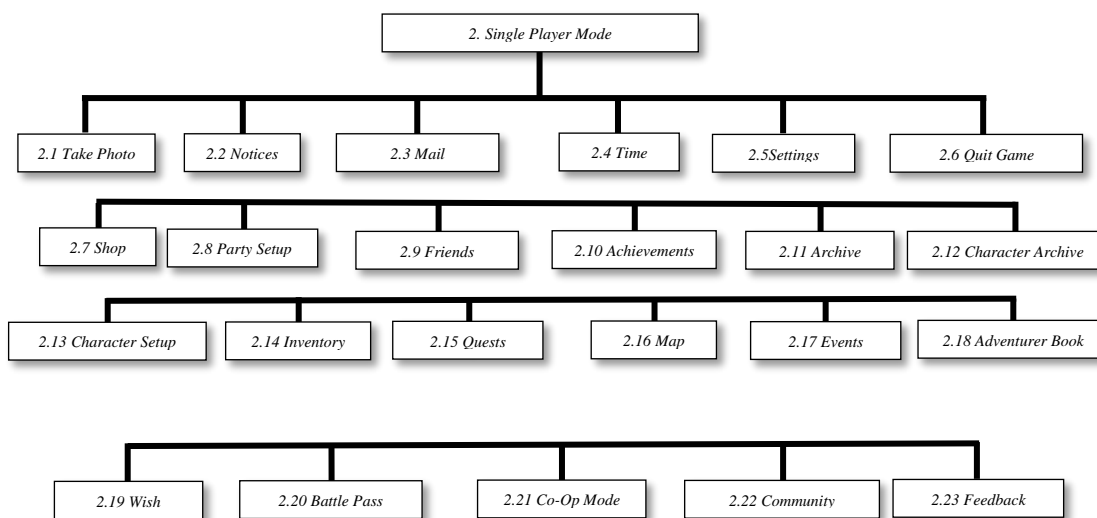 2. Single Player Mode
2.1 Take Photo
2.2 Notices
2.3 Mail
2.4 Time
2.5Settings
2.6 Quit Game
2.7 Shop
2.8 Party Setup
2.9 Friends
2.10 Achievements
2.11 Archive
2.12 Character Archive
2.13 Character Setup
2.14 Inventory
2.15 Quests
2.16 Map
2.17 Events
2.18 Adventurer Book
2.19 Wish
2.20 Battle Pass
2.21 Co-Op Mode
2.22 Community
2.23 Feedback